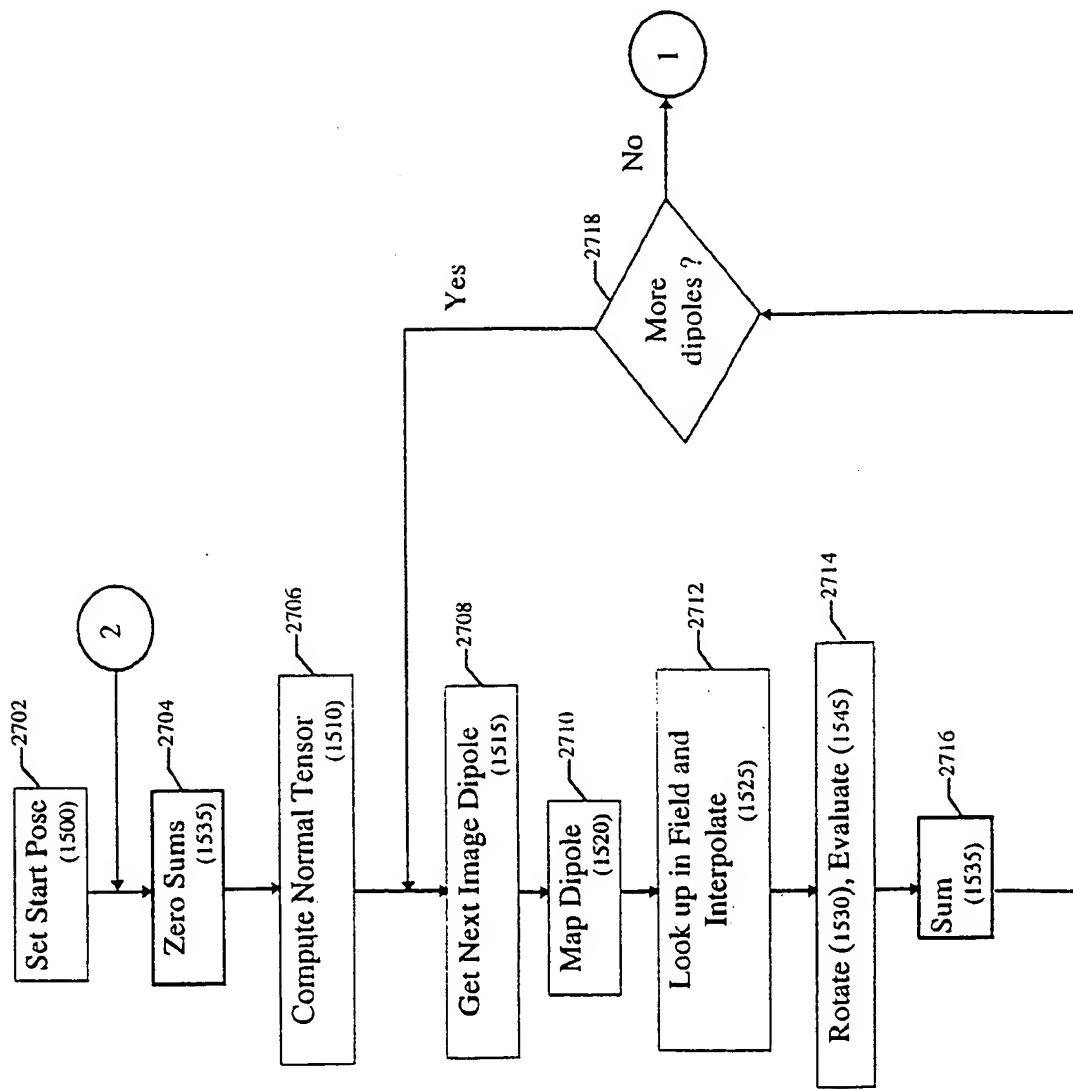 2702
Set Start Pose
(1500)
2
2704
Zero Sums
(1535)
2706
Compute Normal Tensor
(1510)
2708
Get Next Image Dipole
(1515)
2710
Map Dipole
(1520)
2712
Look up in Field and
Interpolate
(1525)
2714
Rotate (1530), Evaluate (1545)
2716
Sum
(1535)
Yes
2718
More
dipoles ?
No
1